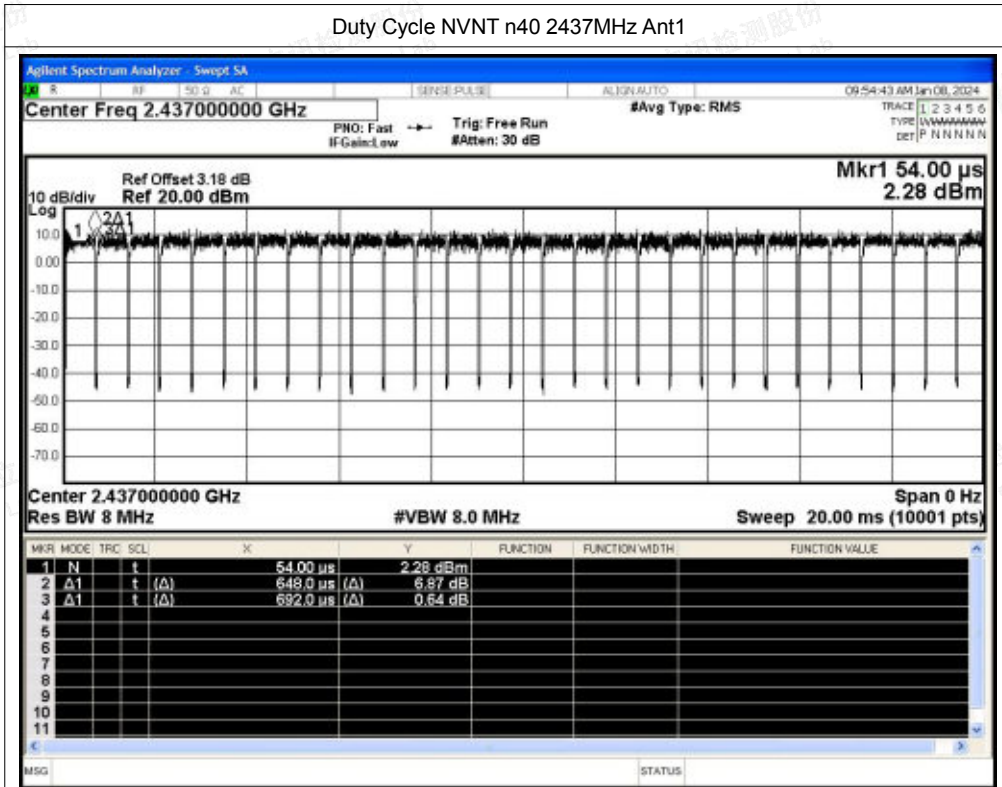 Duty Cycle NVNT n40 2437MHz Ant1
Agilent Spectrum Analyzer - Swept SA
R RF 50 Ω AC SENSE:PULSE ALIGN AUTO 09:54:43 AM Jan 08, 2024
Center Freq 2.437000000 GHz #Avg Type: RMS TRACE 1 2 3 4 5 6
PNO: Fast Trig: Free Run TYPE
IFGain:Low #Atten: 30 dB DET P N N N N N
Mkr1 54.00 µs
Ref Offset 3.18 dB
10 dB/div Ref 20.00 dBm 2.28 dBm
Log
1 2Δ1
3Δ1
10.0
0.00
-10.0
-20.0
-30.0
-40.0
-50.0
-60.0
-70.0
Center 2.437000000 GHz Span 0 Hz
Res BW 8 MHz #VBW 8.0 MHz Sweep 20.00 ms (10001 pts)
MKR MODE TRC SCL X Y FUNCTION FUNCTION WIDTH FUNCTION VALUE
1 N t 54.00 µs 2.28 dBm
2 Δ1 t (Δ) 648.0 µs (Δ) 6.87 dB
3 Δ1 t (Δ) 692.0 µs (Δ) 0.64 dB
4
5
6
7
8
9
10
11
MSG STATUS